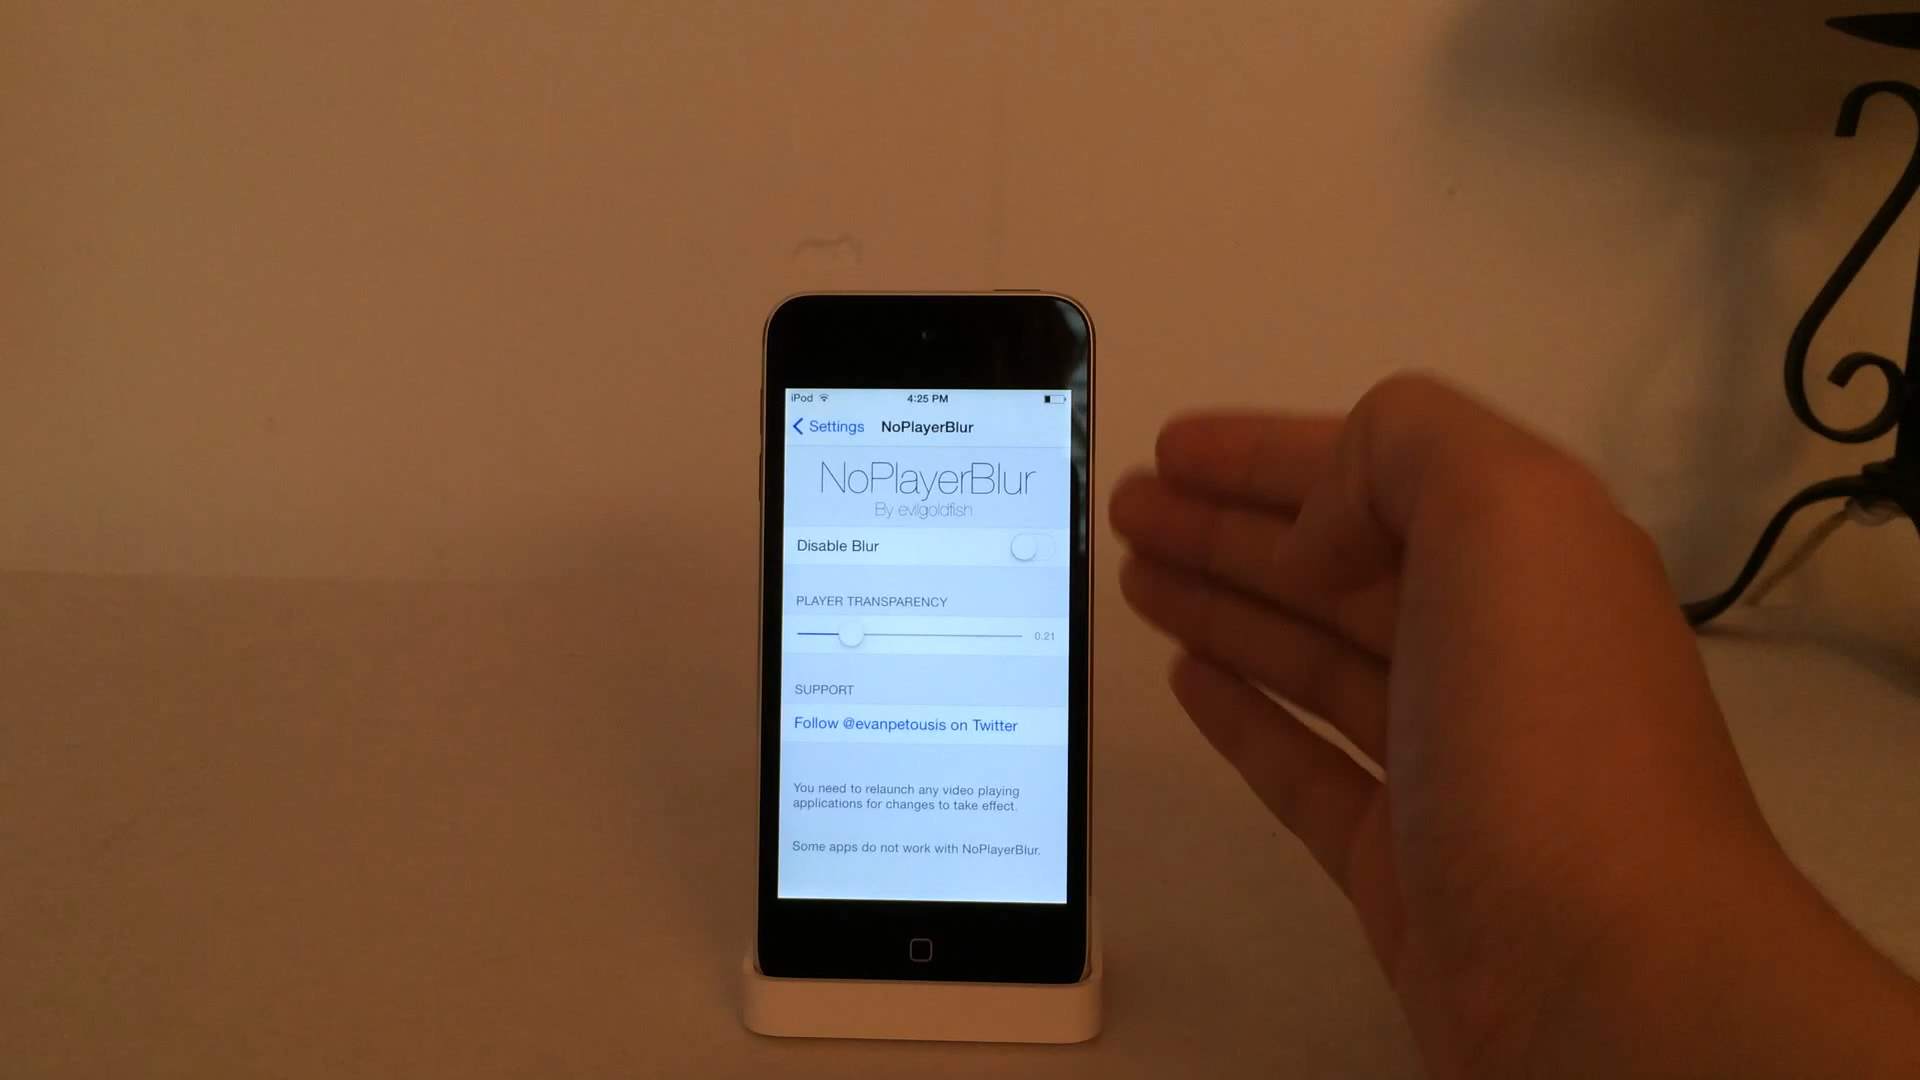 iPod 4:25 PM
Settings NoPlayerBlur
NoPlayerBlur
By evilgoldfish
Disable Blur
PLAYER TRANSPARENCY
0.21
SUPPORT
Follow @evanpetousis on Twitter
You need to relaunch any video playing
applications for changes to take effect.
Some apps do not work with NoPlayerBlur.